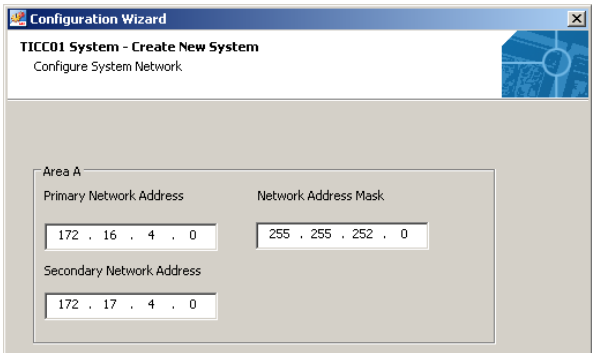 Configuration Wizard
TICC01 System - Create New System
Configure System Network
Area A
Primary Network Address Network Address Mask
172 . 16 . 4 . 0 255 . 255 . 252 . 0
Secondary Network Address
172 . 17 . 4 . 0